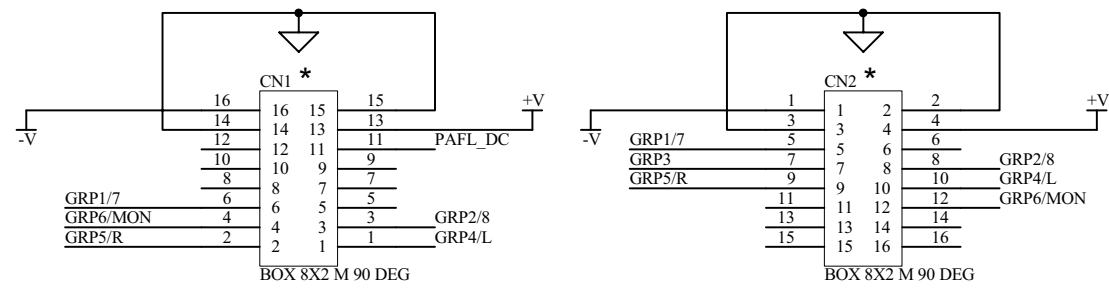 CN1 *
16 16 15 15
-V
+V
14 14 13 13
12 12 11 11 PAFL_DC
10 10 9 9
8 8 7 7
GRP1/7 6 6 5 5
GRP6/MON 4 4 3 3 GRP2/8
GRP5/R 2 2 1 1 GRP4/L
BOX 8X2 M 90 DEG
CN2 *
1 1 2 2
-V
+V
3 3 4 4
GRP1/7 5 5 6 6
GRP3 7 7 8 8 GRP2/8
GRP5/R 9 9 10 10 GRP4/L
11 11 12 12 GRP6/MON
13 13 14 14
15 15 16 16
BOX 8X2 M 90 DEG